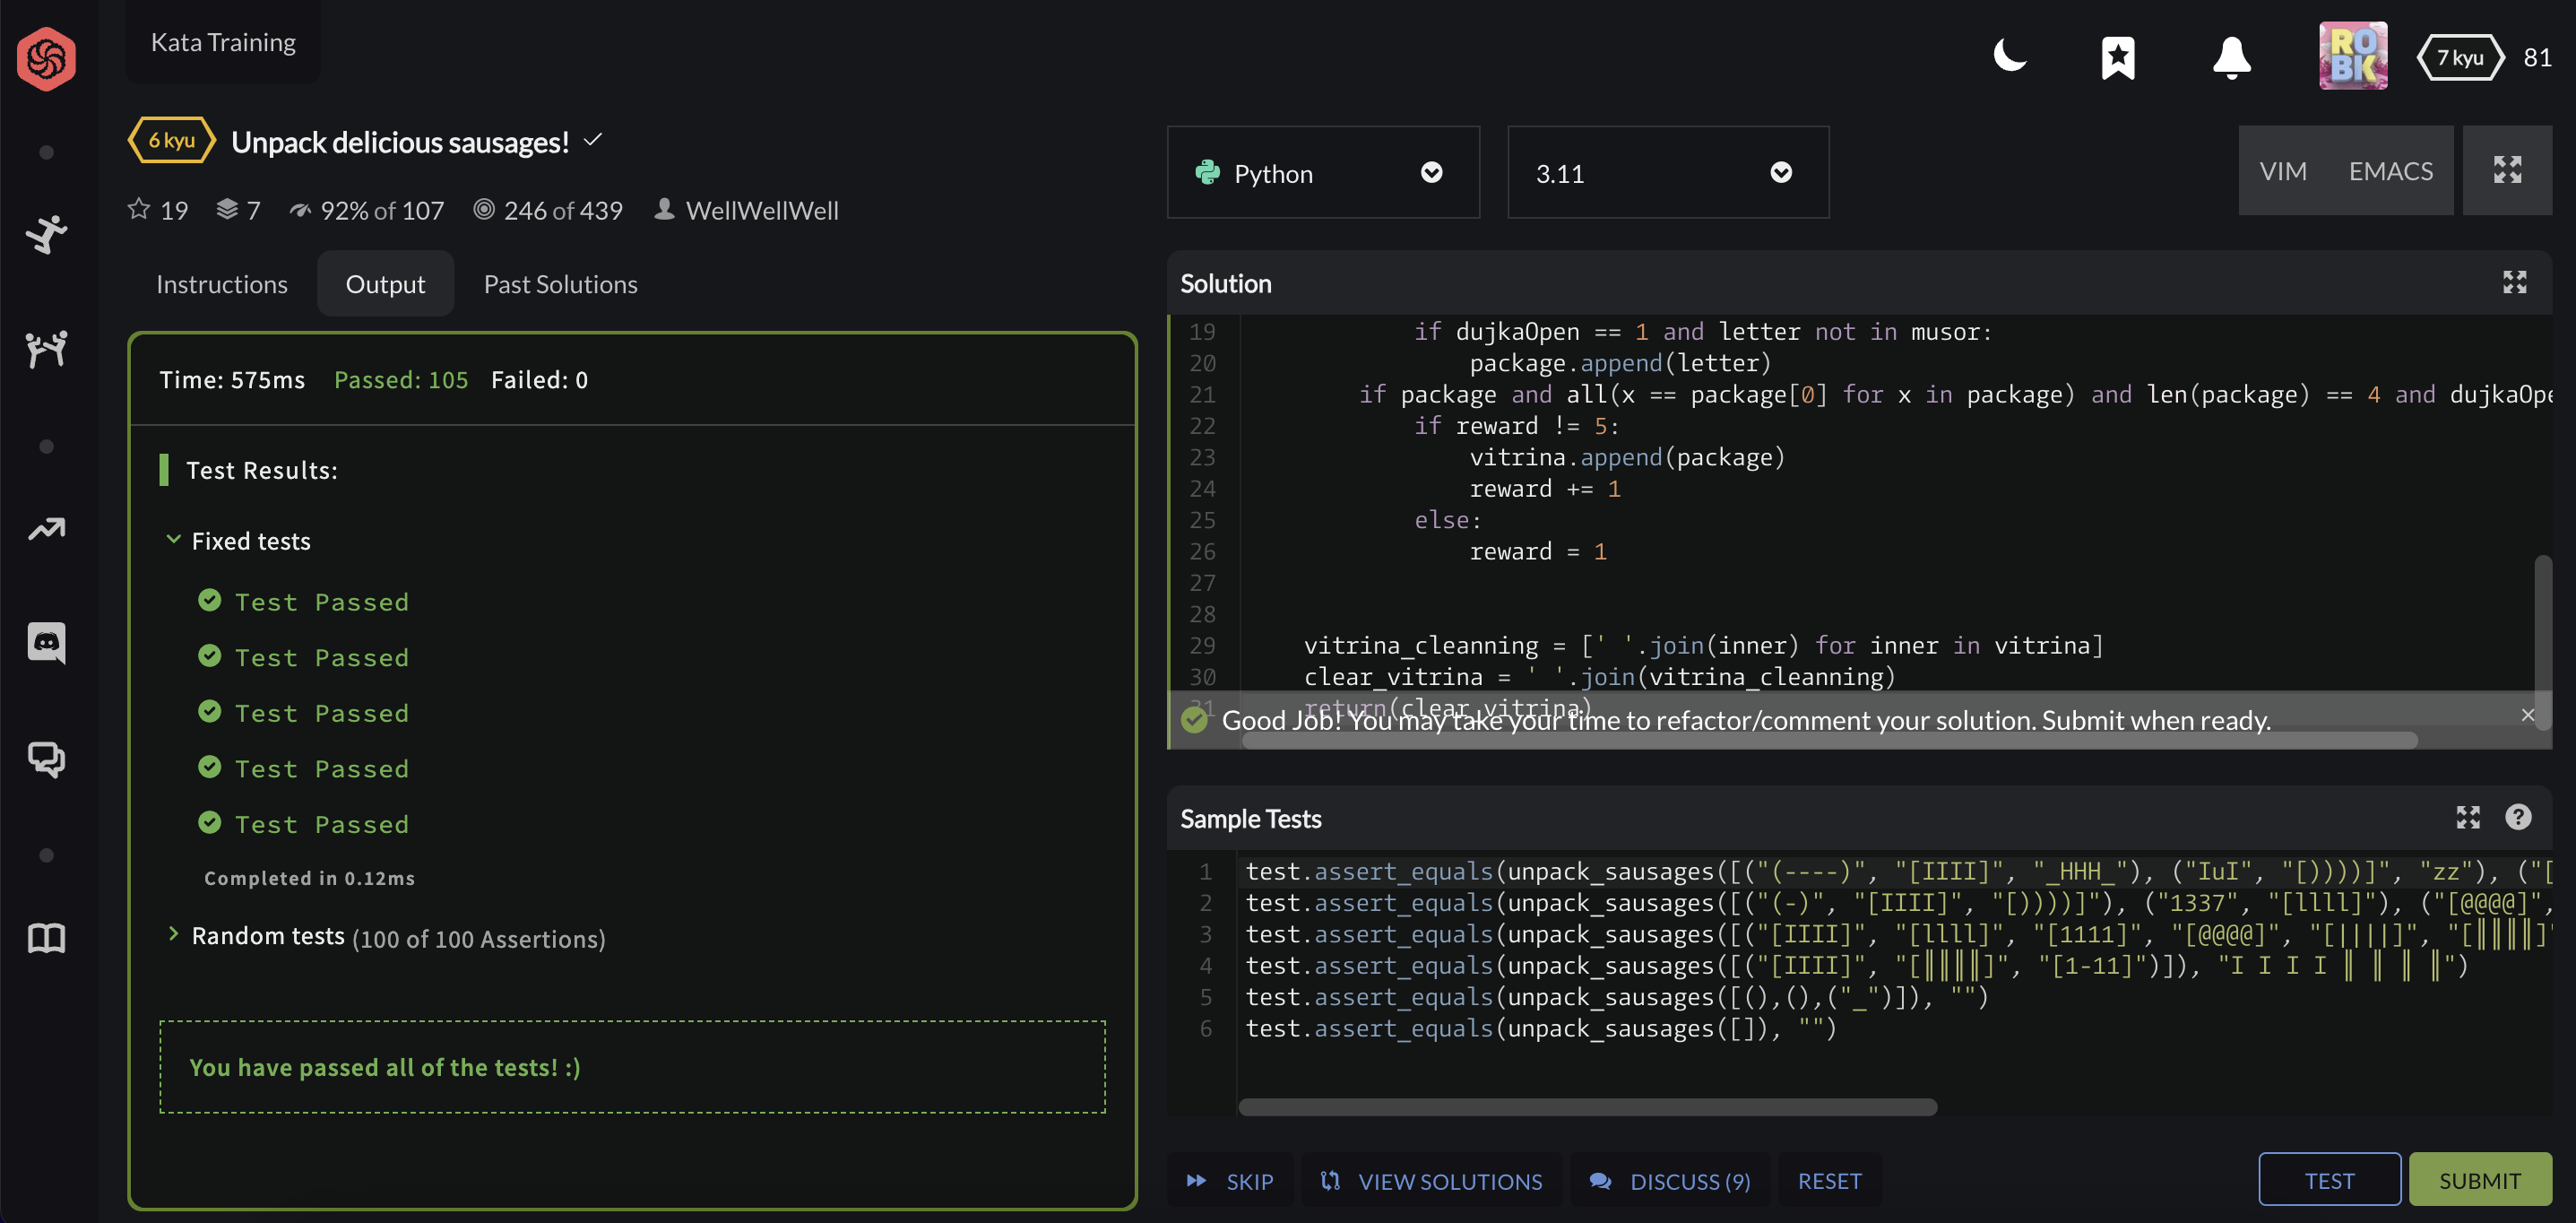 Kata Training
RO
BK
7 kyu
81
6 kyu
Unpack delicious sausages!
19
7
92% of 107
246 of 439
WellWellWell
Python
3.11
VIM
EMACS
Instructions
Output
Past Solutions
Time: 575ms Passed: 105 Failed: 0
Test Results:
Fixed tests
Test Passed
Test Passed
Test Passed
Test Passed
Test Passed
Completed in 0.12ms
Random tests (100 of 100 Assertions)
You have passed all of the tests! :)
Solution
19 if dujkaOpen == 1 and letter not in musor:
20 package.append(letter)
21 if package and all(x == package[0] for x in package) and len(package) == 4 and dujkaOpe
22 if reward != 5:
23 vitrina.append(package)
24 reward += 1
25 else:
26 reward = 1
27
28
29 vitrina_cleanning = [' '.join(inner) for inner in vitrina]
30 clear_vitrina = ' '.join(vitrina_cleanning)
31 return(clear_vitrina)
Good Job! You may take your time to refactor/comment your solution. Submit when ready.
Sample Tests
1 test.assert_equals(unpack_sausages([("(----)", "[IIII]", "_HHH_"), ("IuI", "[))))]", "zz"), ("[
2 test.assert_equals(unpack_sausages([("(-)", "[IIII]", "[))))]"), ("1337", "[llll]"), ("[@@@@]",
3 test.assert_equals(unpack_sausages([("[IIII]", "[llll]", "[1111]", "[@@@@]", "[||||]", "[║║║║]"
4 test.assert_equals(unpack_sausages([("[IIII]", "[║║║║]", "[1-11]")]), "I I I I ║ ║ ║ ║")
5 test.assert_equals(unpack_sausages([(),(),("_")]), "")
6 test.assert_equals(unpack_sausages([]), "")
SKIP
VIEW SOLUTIONS
DISCUSS (9)
RESET
TEST
SUBMIT